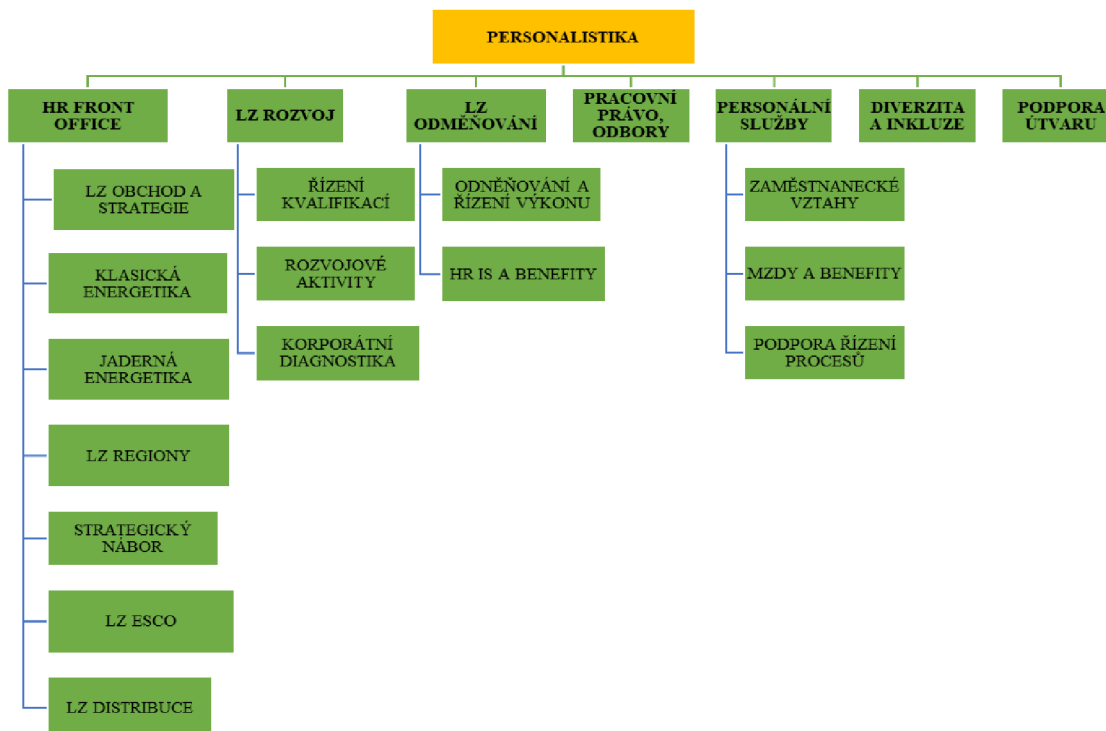 PERSONALISTIKA
HR FRONT
OFFICE
LZ ROZVOJ
LZ
ODMĚŇOVÁNÍ
PRACOVNÍ
PRÁVO,
ODBORY
PERSONÁLNÍ
SLUŽBY
DIVERZITA
A INKLUZE
PODPORA
ÚTVARU
LZ OBCHOD A
STRATEGIE
KLASICKÁ
ENERGETIKA
JADERNÁ
ENERGETIKA
LZ REGIONY
STRATEGICKÝ
NÁBOR
LZ ESCO
LZ DISTRIBUCE
ŘÍZENÍ
KVALIFIKACÍ
ROZVOJOVÉ
AKTIVITY
KORPORÁTNÍ
DIAGNOSTIKA
ODNĚŇOVÁNÍ A
ŘÍZENÍ VÝKONU
HR IS A BENEFITY
ZAMĚSTNANECKÉ
VZTAHY
MZDY A BENEFITY
PODPORA ŘÍZENÍ
PROCESŮ